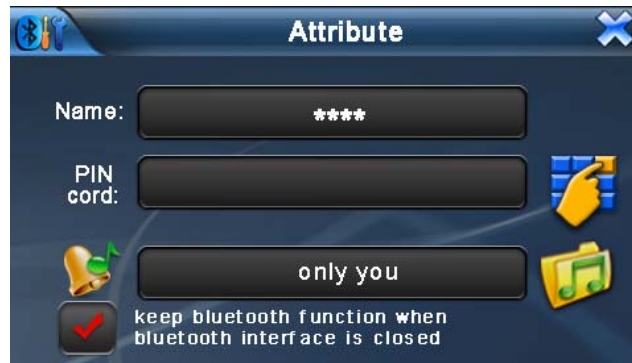 Attribute
Name:
****
PIN
cord:
only you
keep bluetooth function when
bluetooth interface is closed